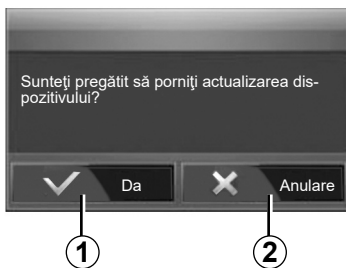 Sunteţi pregătit să porniţi actualizarea dis-
pozitivului?
Da
Anulare
1
2